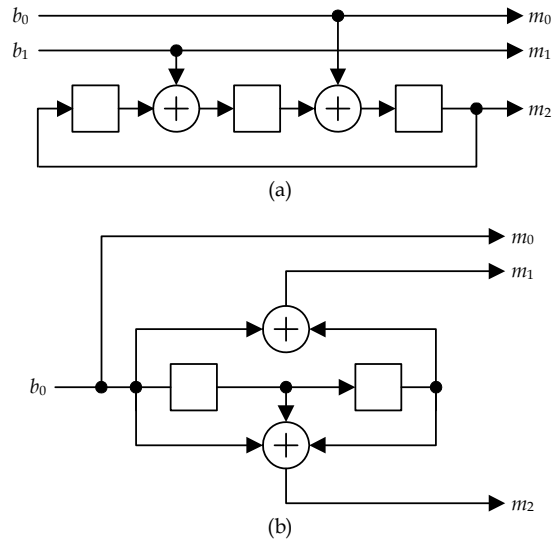 b₀ m₀
b₁ m₁
+ +
m₂
(a)
m₀
m₁
+
b₀
+
m₂
(b)